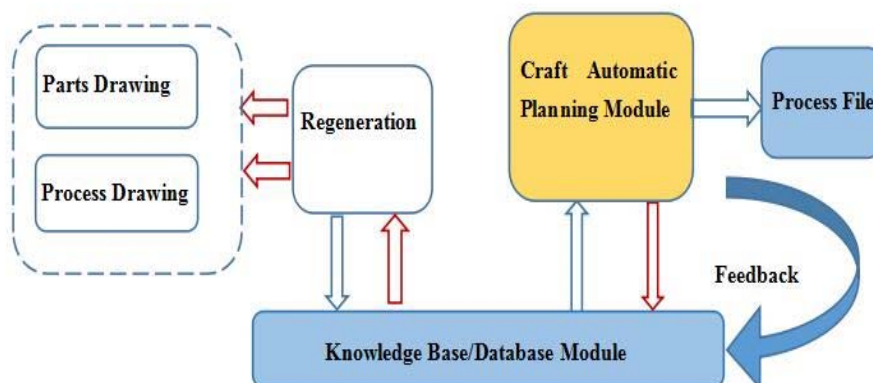 Parts Drawing
Process Drawing
Regeneration
Craft Automatic
Planning Module
Process File
Feedback
Knowledge Base/Database Module